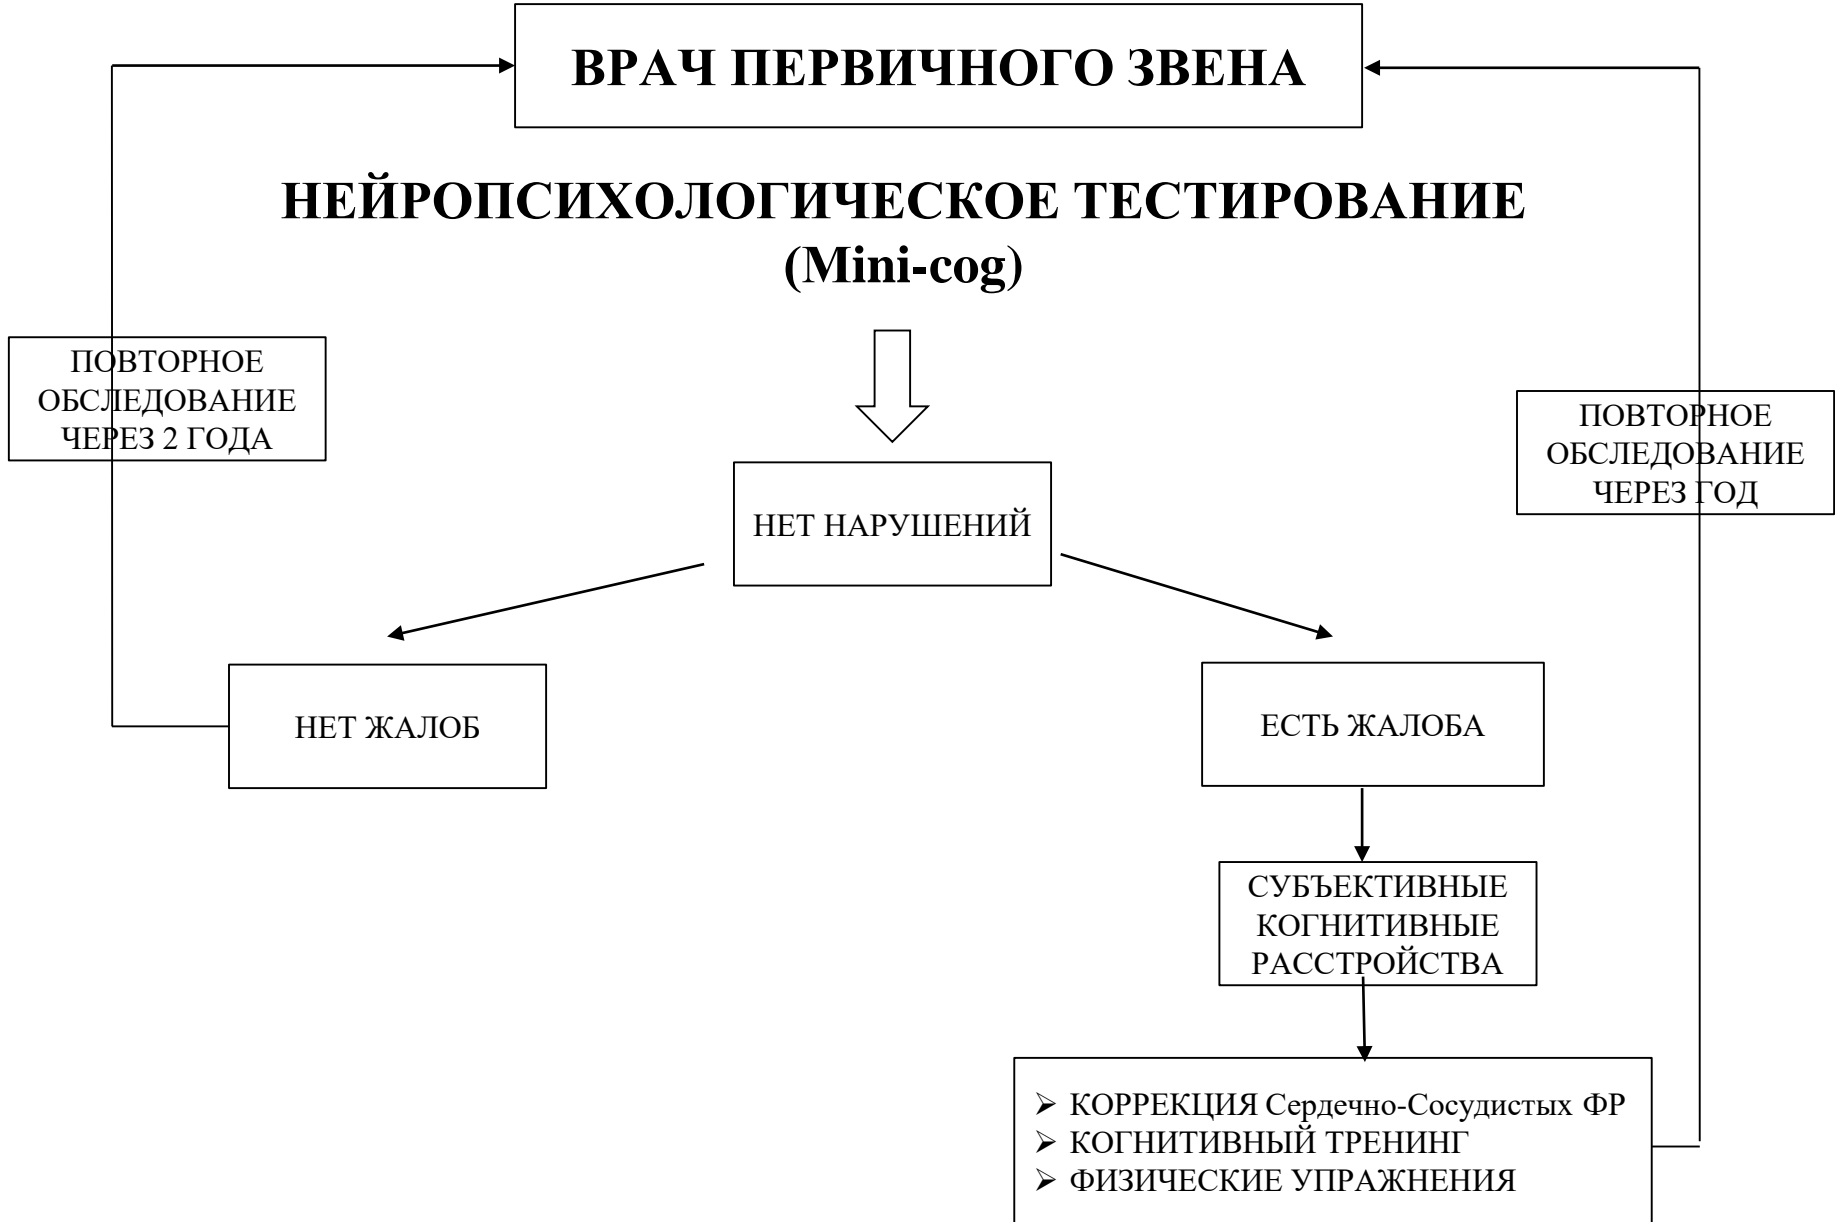 ВРАЧ ПЕРВИЧНОГО ЗВЕНА
НЕЙРОПСИХОЛОГИЧЕСКОЕ ТЕСТИРОВАНИЕ
(Mini-cog)
ПОВТОРНОЕ
ОБСЛЕДОВАНИЕ
ЧЕРЕЗ 2 ГОДА
ПОВТОРНОЕ
ОБСЛЕДОВАНИЕ
ЧЕРЕЗ ГОД
НЕТ НАРУШЕНИЙ
НЕТ ЖАЛОБ
ЕСТЬ ЖАЛОБА
СУБЪЕКТИВНЫЕ
КОГНИТИВНЫЕ
РАССТРОЙСТВА
➢ КОРРЕКЦИЯ Сердечно-Сосудистых ФР
➢ КОГНИТИВНЫЙ ТРЕНИНГ
➢ ФИЗИЧЕСКИЕ УПРАЖНЕНИЯ